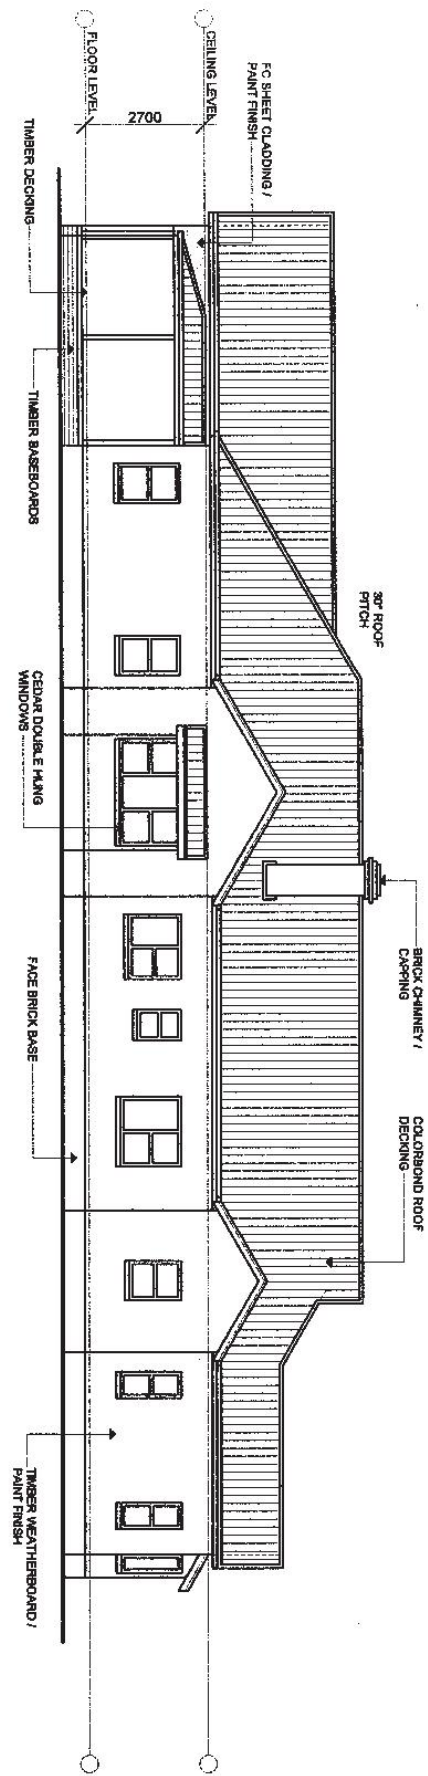 FLOOR LEVEL
CEILING LEVEL
2700
FC SHEET CLADDING /
PAINT FINISH
TIMBER DECKING
TIMBER BASEBOARDS
30° ROOF
PITCH
CEDAR DOUBLE HUNG
WINDOWS
BRICK CHIMNEY /
CAPPING
FACE BRICK BASE
COLORBOND ROOF
DECKING
TIMBER WEATHERBOARD /
PAINT FINISH